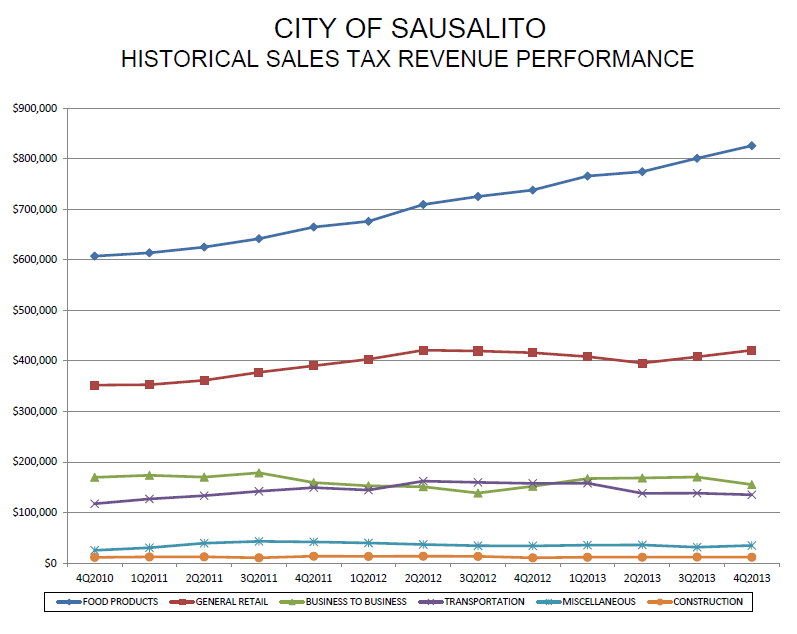 CITY OF SAUSALITO
HISTORICAL SALES TAX REVENUE PERFORMANCE
$900,000
$800,000
$700,000
$600,000
$500,000
$400,000
$300,000
$200,000
$100,000
$0
4Q2010 1Q2011 2Q2011 3Q2011 4Q2011 1Q2012 2Q2012 3Q2012 4Q2012 1Q2013 2Q2013 3Q2013 4Q2013
FOOD PRODUCTS GENERAL RETAIL BUSINESS TO BUSINESS TRANSPORTATION MISCELLANEOUS CONSTRUCTION